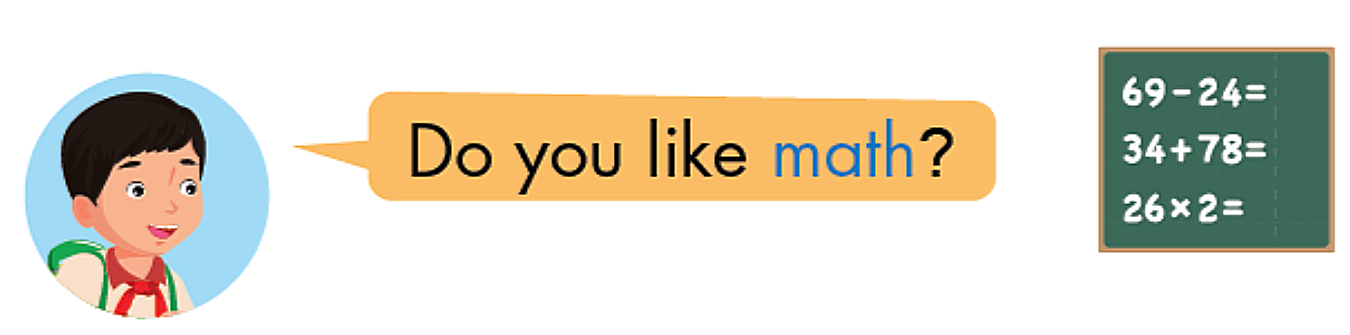 Do you like math?
69-24=
34+78=
26×2=